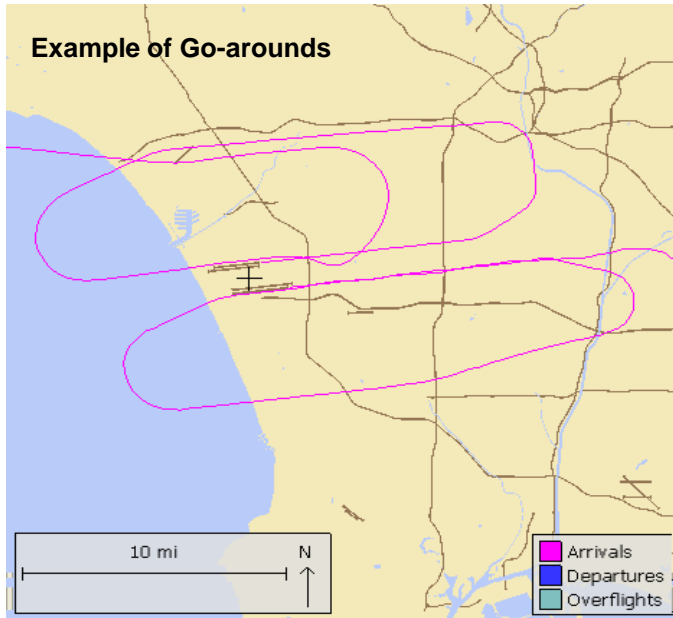 Example of Go-arounds
10 mi
N
Arrivals
Departures
Overflights